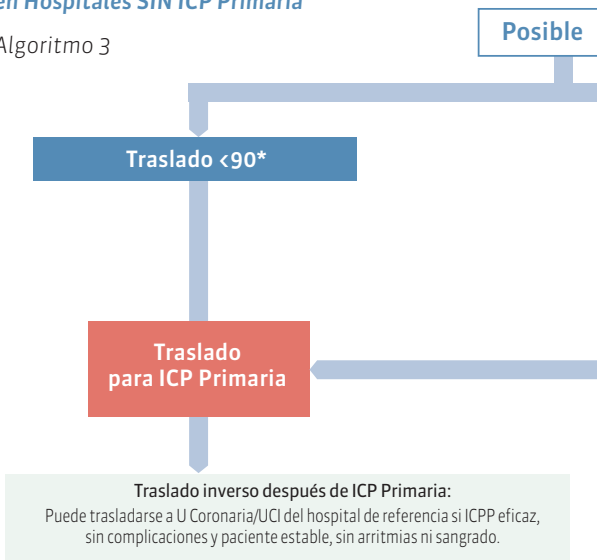 en Hospitales SIN ICP Primaria
Algoritmo 3
Posible
Traslado <90*
Traslado
para ICP Primaria
Traslado inverso después de ICP Primaria:
Puede trasladarse a U Coronaria/UCI del hospital de referencia si ICPP eficaz,
sin complicaciones y paciente estable, sin arritmias ni sangrado.